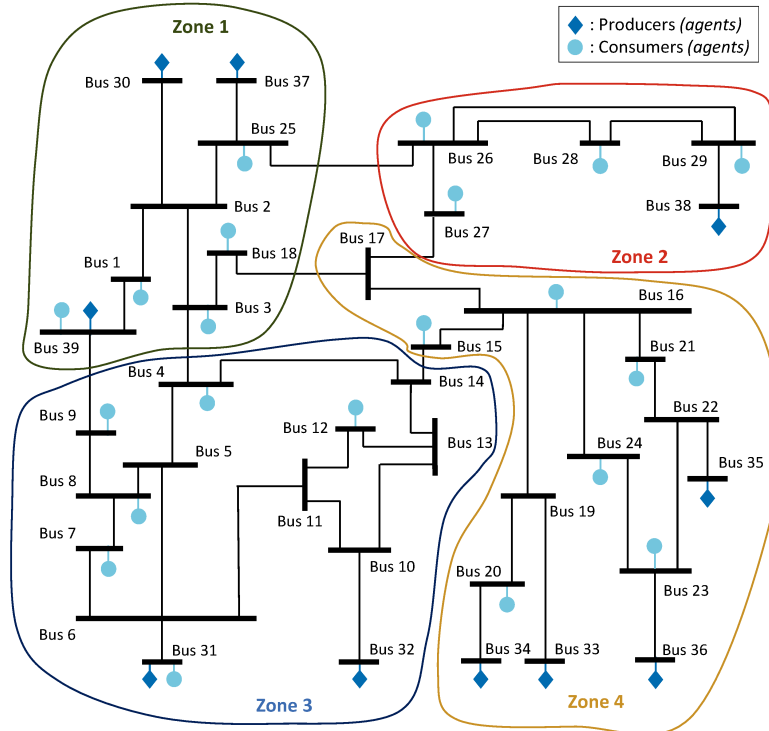 Zone 1
: Producers (agents)
: Consumers (agents)
Bus 30
Bus 37
Bus 25
Bus 26
Bus 28
Bus 29
Bus 2
Bus 38
Bus 27
Bus 17
Bus 18
Zone 2
Bus 1
Bus 16
Bus 3
Bus 39
Bus 15
Bus 21
Bus 4
Bus 14
Bus 9
Bus 22
Bus 12
Bus 13
Bus 5
Bus 24
Bus 35
Bus 8
Bus 11
Bus 19
Bus 7
Bus 10
Bus 20
Bus 23
Bus 6
Bus 31
Bus 32
Bus 34
Bus 33
Bus 36
Zone 3
Zone 4